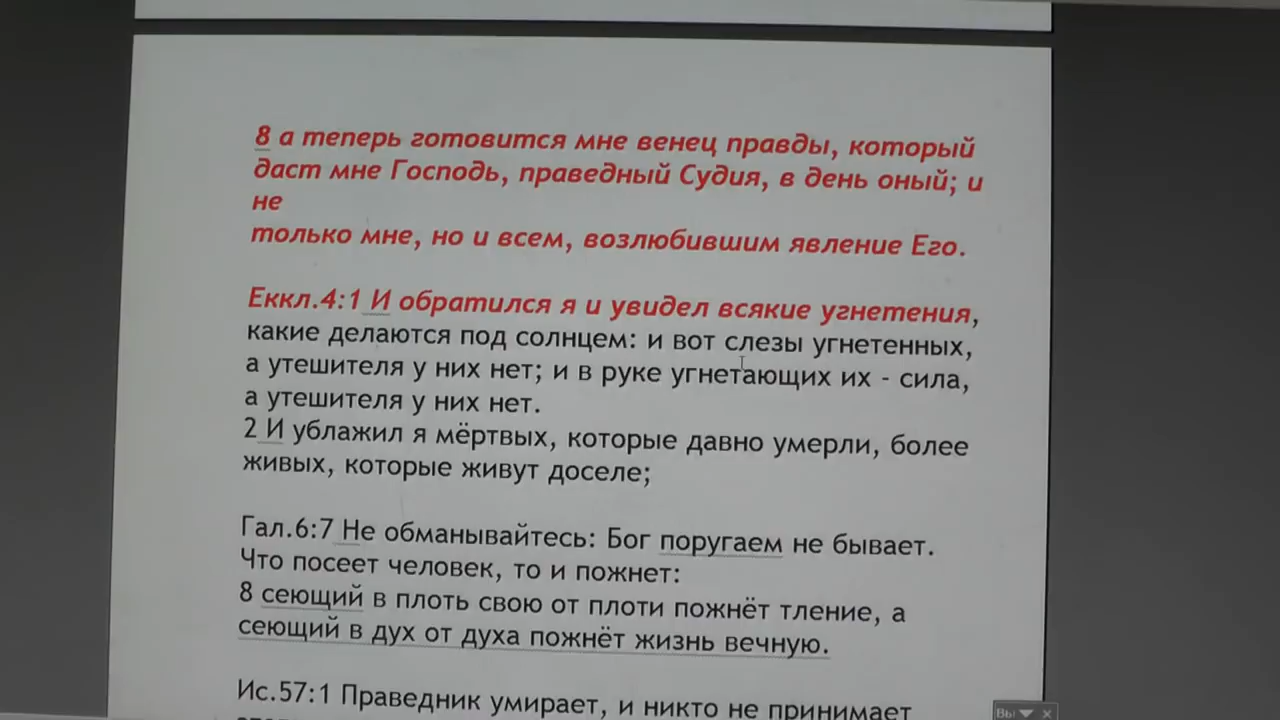 8 а теперь готовится мне венец правды, который
даст мне Господь, праведный Судия, в день оный; и
не
только мне, но и всем, возлюбившим явление Его.
Еккл.4:1 И обратился я и увидел всякие угнетения,
какие делаются под солнцем: и вот слезы угнетенных,
а утешителя у них нет; и в руке угнетающих их - сила,
а утешителя у них нет.
2 И ублажил я мёртвых, которые давно умерли, более
живых, которые живут доселе;
Гал.6:7 Не обманывайтесь: Бог поругаем не бывает.
Что посеет человек, то и пожнет:
8 сеющий в плоть свою от плоти пожнёт тление, а
сеющий в дух от духа пожнёт жизнь вечную.
Ис.57:1 Праведник умирает, и никто не принимает
Вы